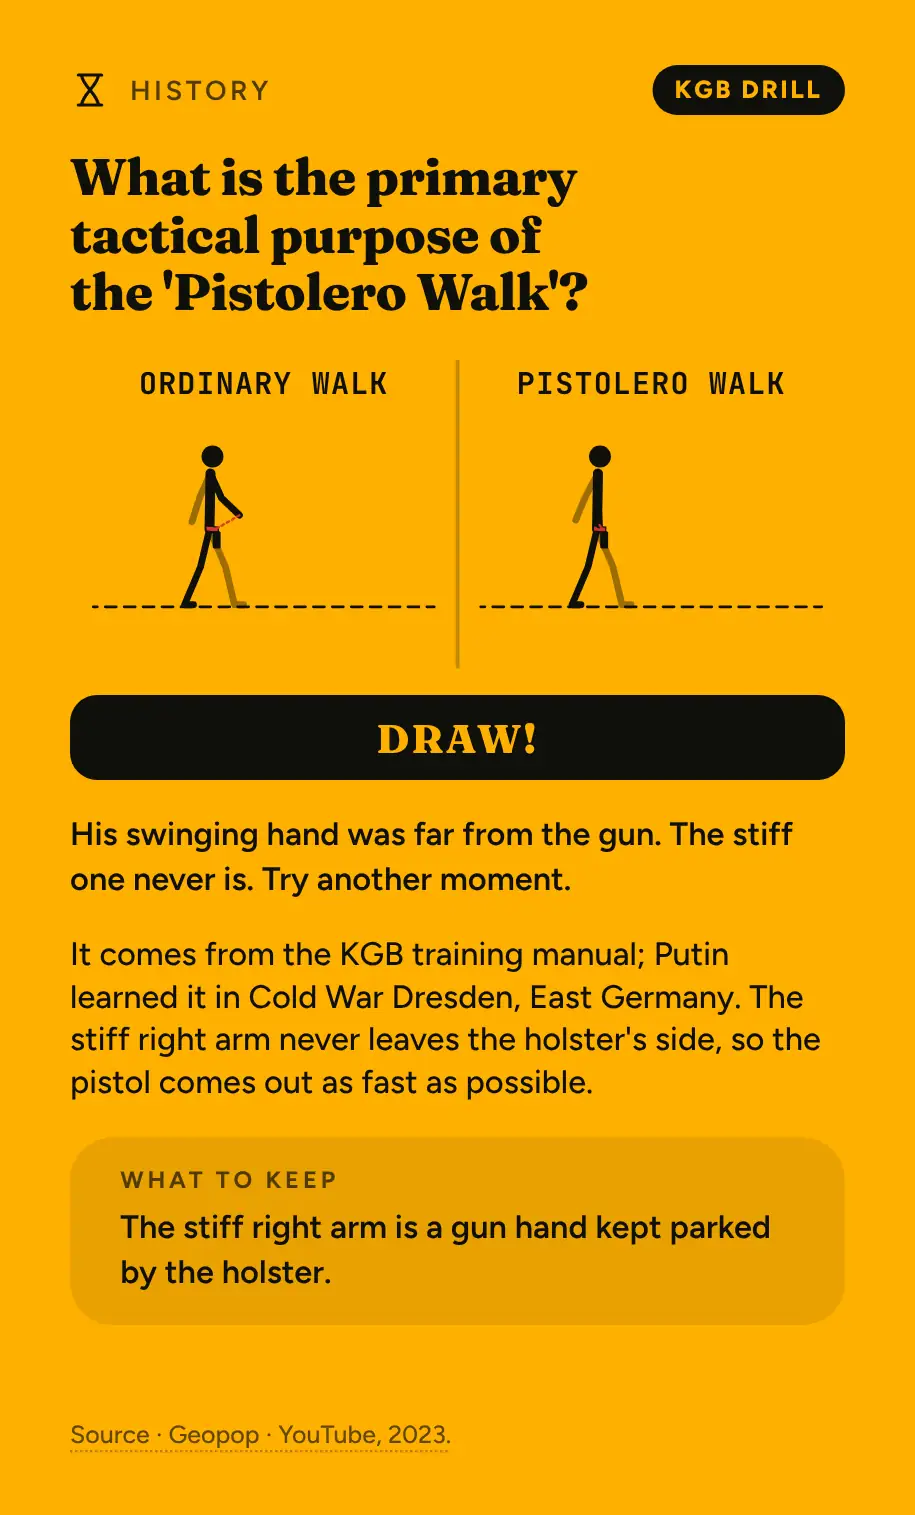 HISTORY
KGB DRILL
What is the primary
tactical purpose of
the 'Pistolero Walk'?
ORDINARY WALK
PISTOLERO WALK
DRAW!
His swinging hand was far from the gun. The stiff
one never is. Try another moment.
It comes from the KGB training manual; Putin
learned it in Cold War Dresden, East Germany. The
stiff right arm never leaves the holster's side, so the
pistol comes out as fast as possible.
WHAT TO KEEP
The stiff right arm is a gun hand kept parked
by the holster.
Source · Geopop · YouTube, 2023.